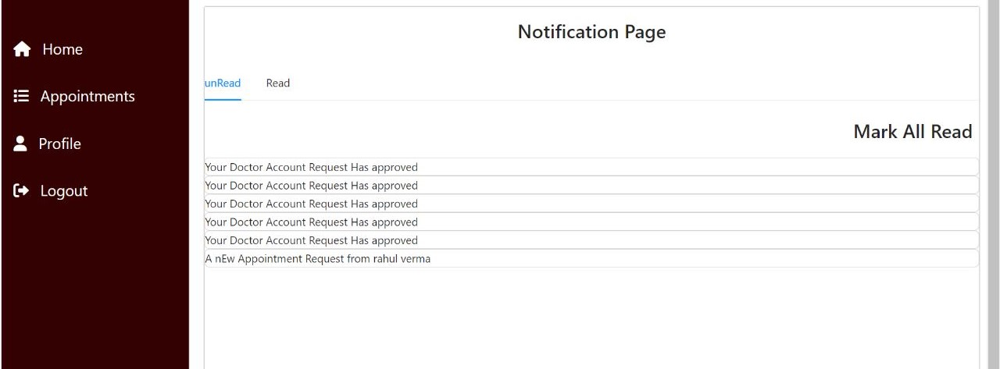 Home
Appointments
Profile
Logout
Notification Page
unRead
Read
Mark All Read
Your Doctor Account Request Has approved
Your Doctor Account Request Has approved
Your Doctor Account Request Has approved
Your Doctor Account Request Has approved
Your Doctor Account Request Has approved
A nEw Appointment Request from rahul verma